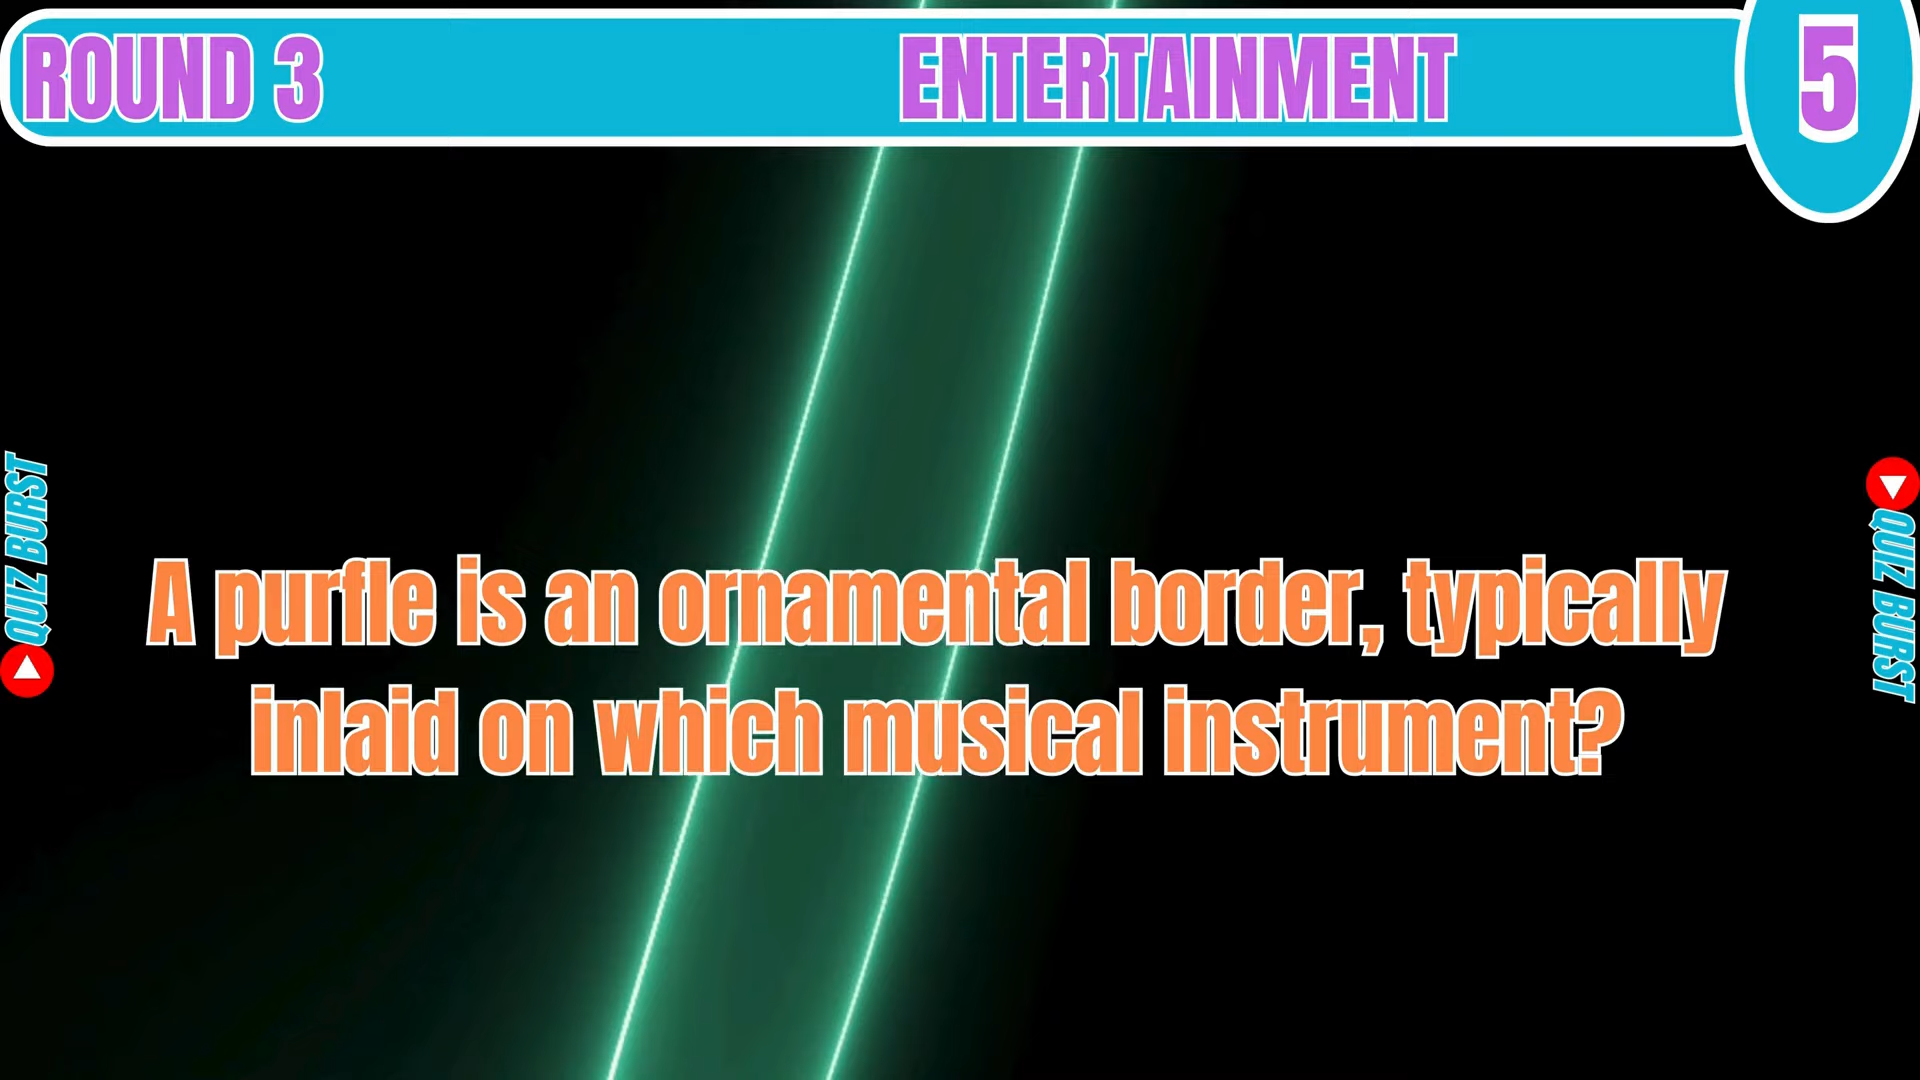 ROUND 3
ENTERTAINMENT
5
A purfle is an ornamental border, typically
inlaid on which musical instrument?
QUIZ BURST
QUIZ BURST